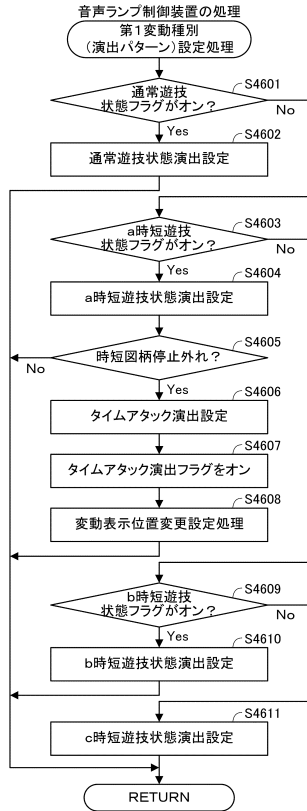 音声ランプ制御装置の処理
第1変動種別
(演出パターン)設定処理
S4601
通常遊技
状態フラグがオン?
No
Yes
S4602
通常遊技状態演出設定
S4603
a時短遊技
状態フラグがオン?
No
Yes
S4604
a時短遊技状態演出設定
S4605
時短図柄停止外れ?
No
Yes
S4606
タイムアタック演出設定
S4607
タイムアタック演出フラグをオン
S4608
変動表示位置変更設定処理
S4609
b時短遊技
状態フラグがオン?
No
Yes
S4610
b時短遊技状態演出設定
S4611
c時短遊技状態演出設定
RETURN